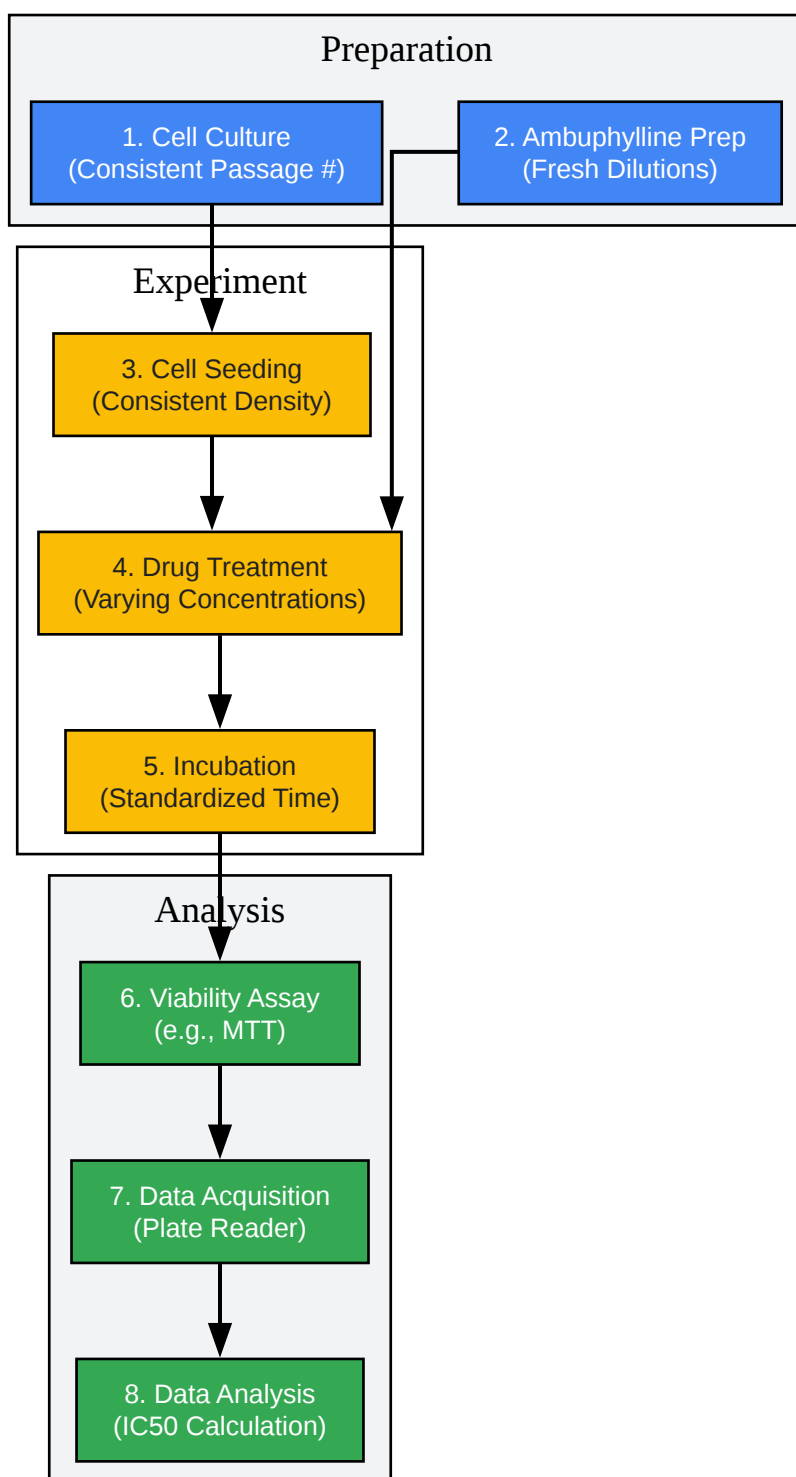 Preparation
1. Cell Culture
(Consistent Passage #)
2. Ambuphylline Prep
(Fresh Dilutions)
Experiment
3. Cell Seeding
(Consistent Density)
4. Drug Treatment
(Varying Concentrations)
5. Incubation
(Standardized Time)
Analysis
6. Viability Assay
(e.g., MTT)
7. Data Acquisition
(Plate Reader)
8. Data Analysis
(IC50 Calculation)